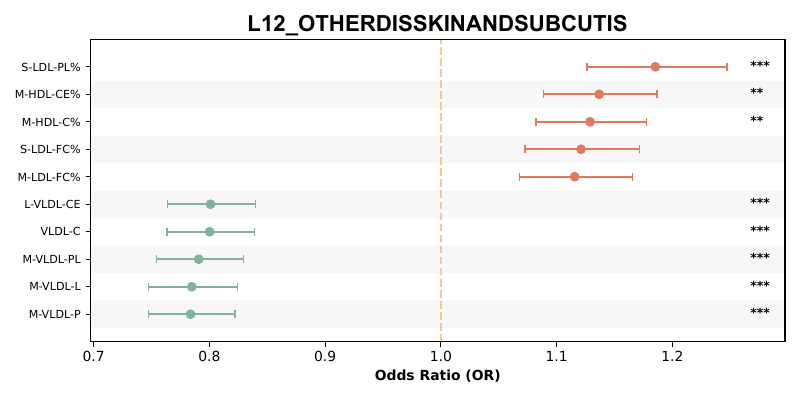 L12_OTHERDISSKINANDSUBCUTIS
S-LDL-PL% ***
M-HDL-CE% **
M-HDL-C% **
S-LDL-FC%
M-LDL-FC%
L-VLDL-CE ***
VLDL-C ***
M-VLDL-PL ***
M-VLDL-L ***
M-VLDL-P ***
0.7 0.8 0.9 1.0 1.1 1.2
Odds Ratio (OR)